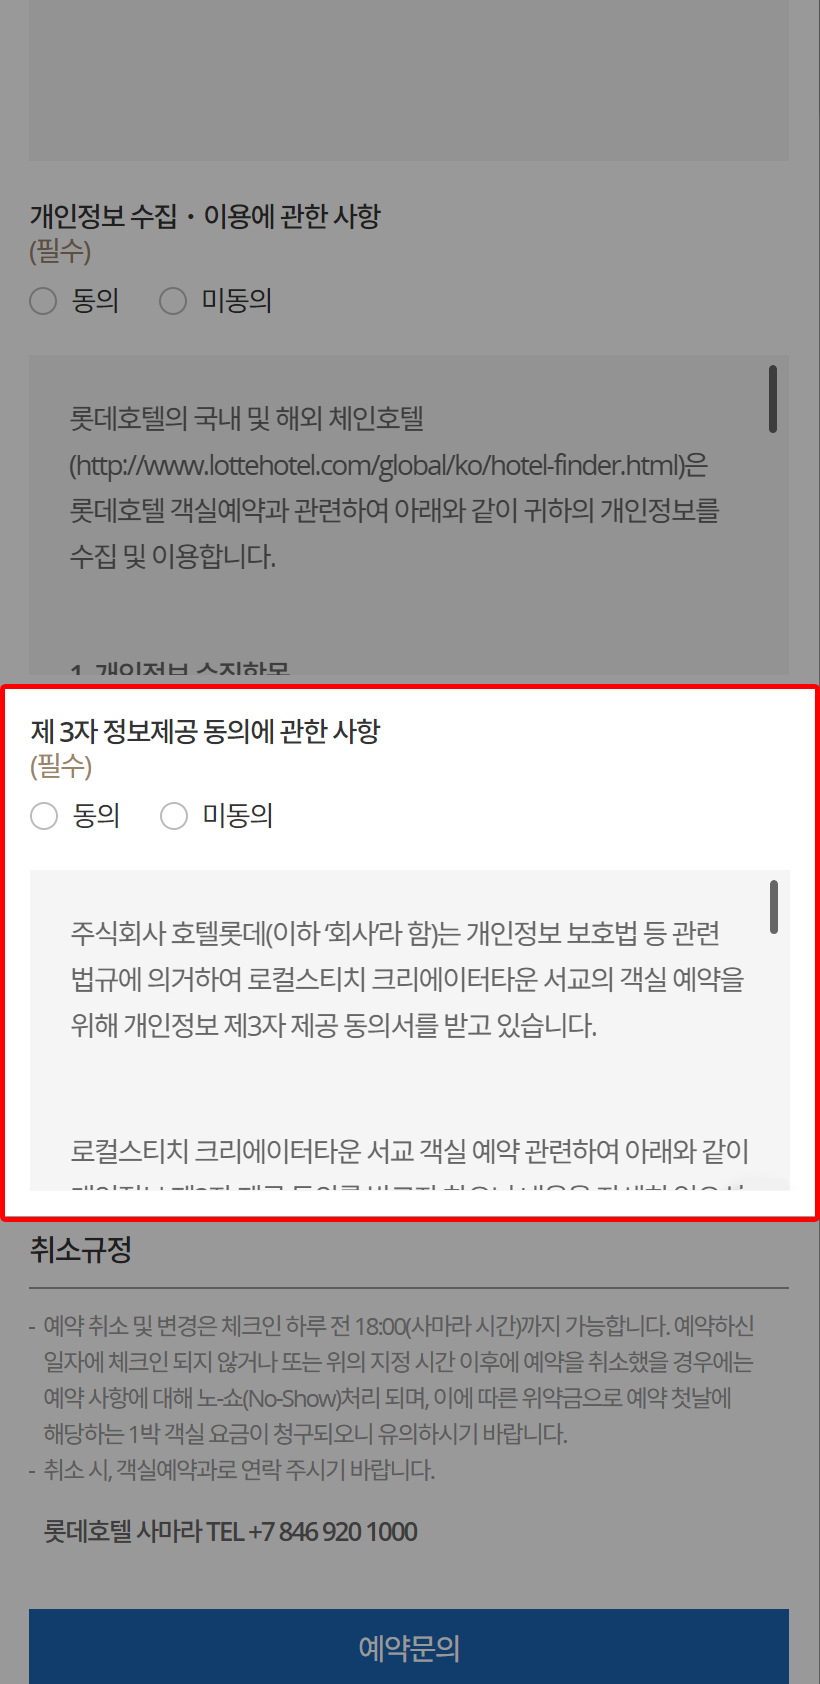 개인정보 수집 · 이용에 관한 사항
(필수)
동의 미동의
롯데호텔의 국내 및 해외 체인호텔
(http://www.lottehotel.com/global/ko/hotel-finder.html)은
롯데호텔 객실예약과 관련하여 아래와 같이 귀하의 개인정보를
수집 및 이용합니다.
1. 개인정보 수집항목
제 3자 정보제공 동의에 관한 사항
(필수)
동의 미동의
주식회사 호텔롯데(이하 ‘회사’라 함)는 개인정보 보호법 등 관련
법규에 의거하여 로컬스티치 크리에이터타운 서교의 객실 예약을
위해 개인정보 제3자 제공 동의서를 받고 있습니다.
로컬스티치 크리에이터타운 서교 객실 예약 관련하여 아래와 같이
취소규정
- 예약 취소 및 변경은 체크인 하루 전 18:00(사마라 시간)까지 가능합니다. 예약하신
일자에 체크인 되지 않거나 또는 위의 지정 시간 이후에 예약을 취소했을 경우에는
예약 사항에 대해 노-쇼(No-Show)처리 되며, 이에 따른 위약금으로 예약 첫날에
해당하는 1박 객실 요금이 청구되오니 유의하시기 바랍니다.
- 취소 시, 객실예약과로 연락 주시기 바랍니다.
롯데호텔 사마라 TEL +7 846 920 1000
예약문의